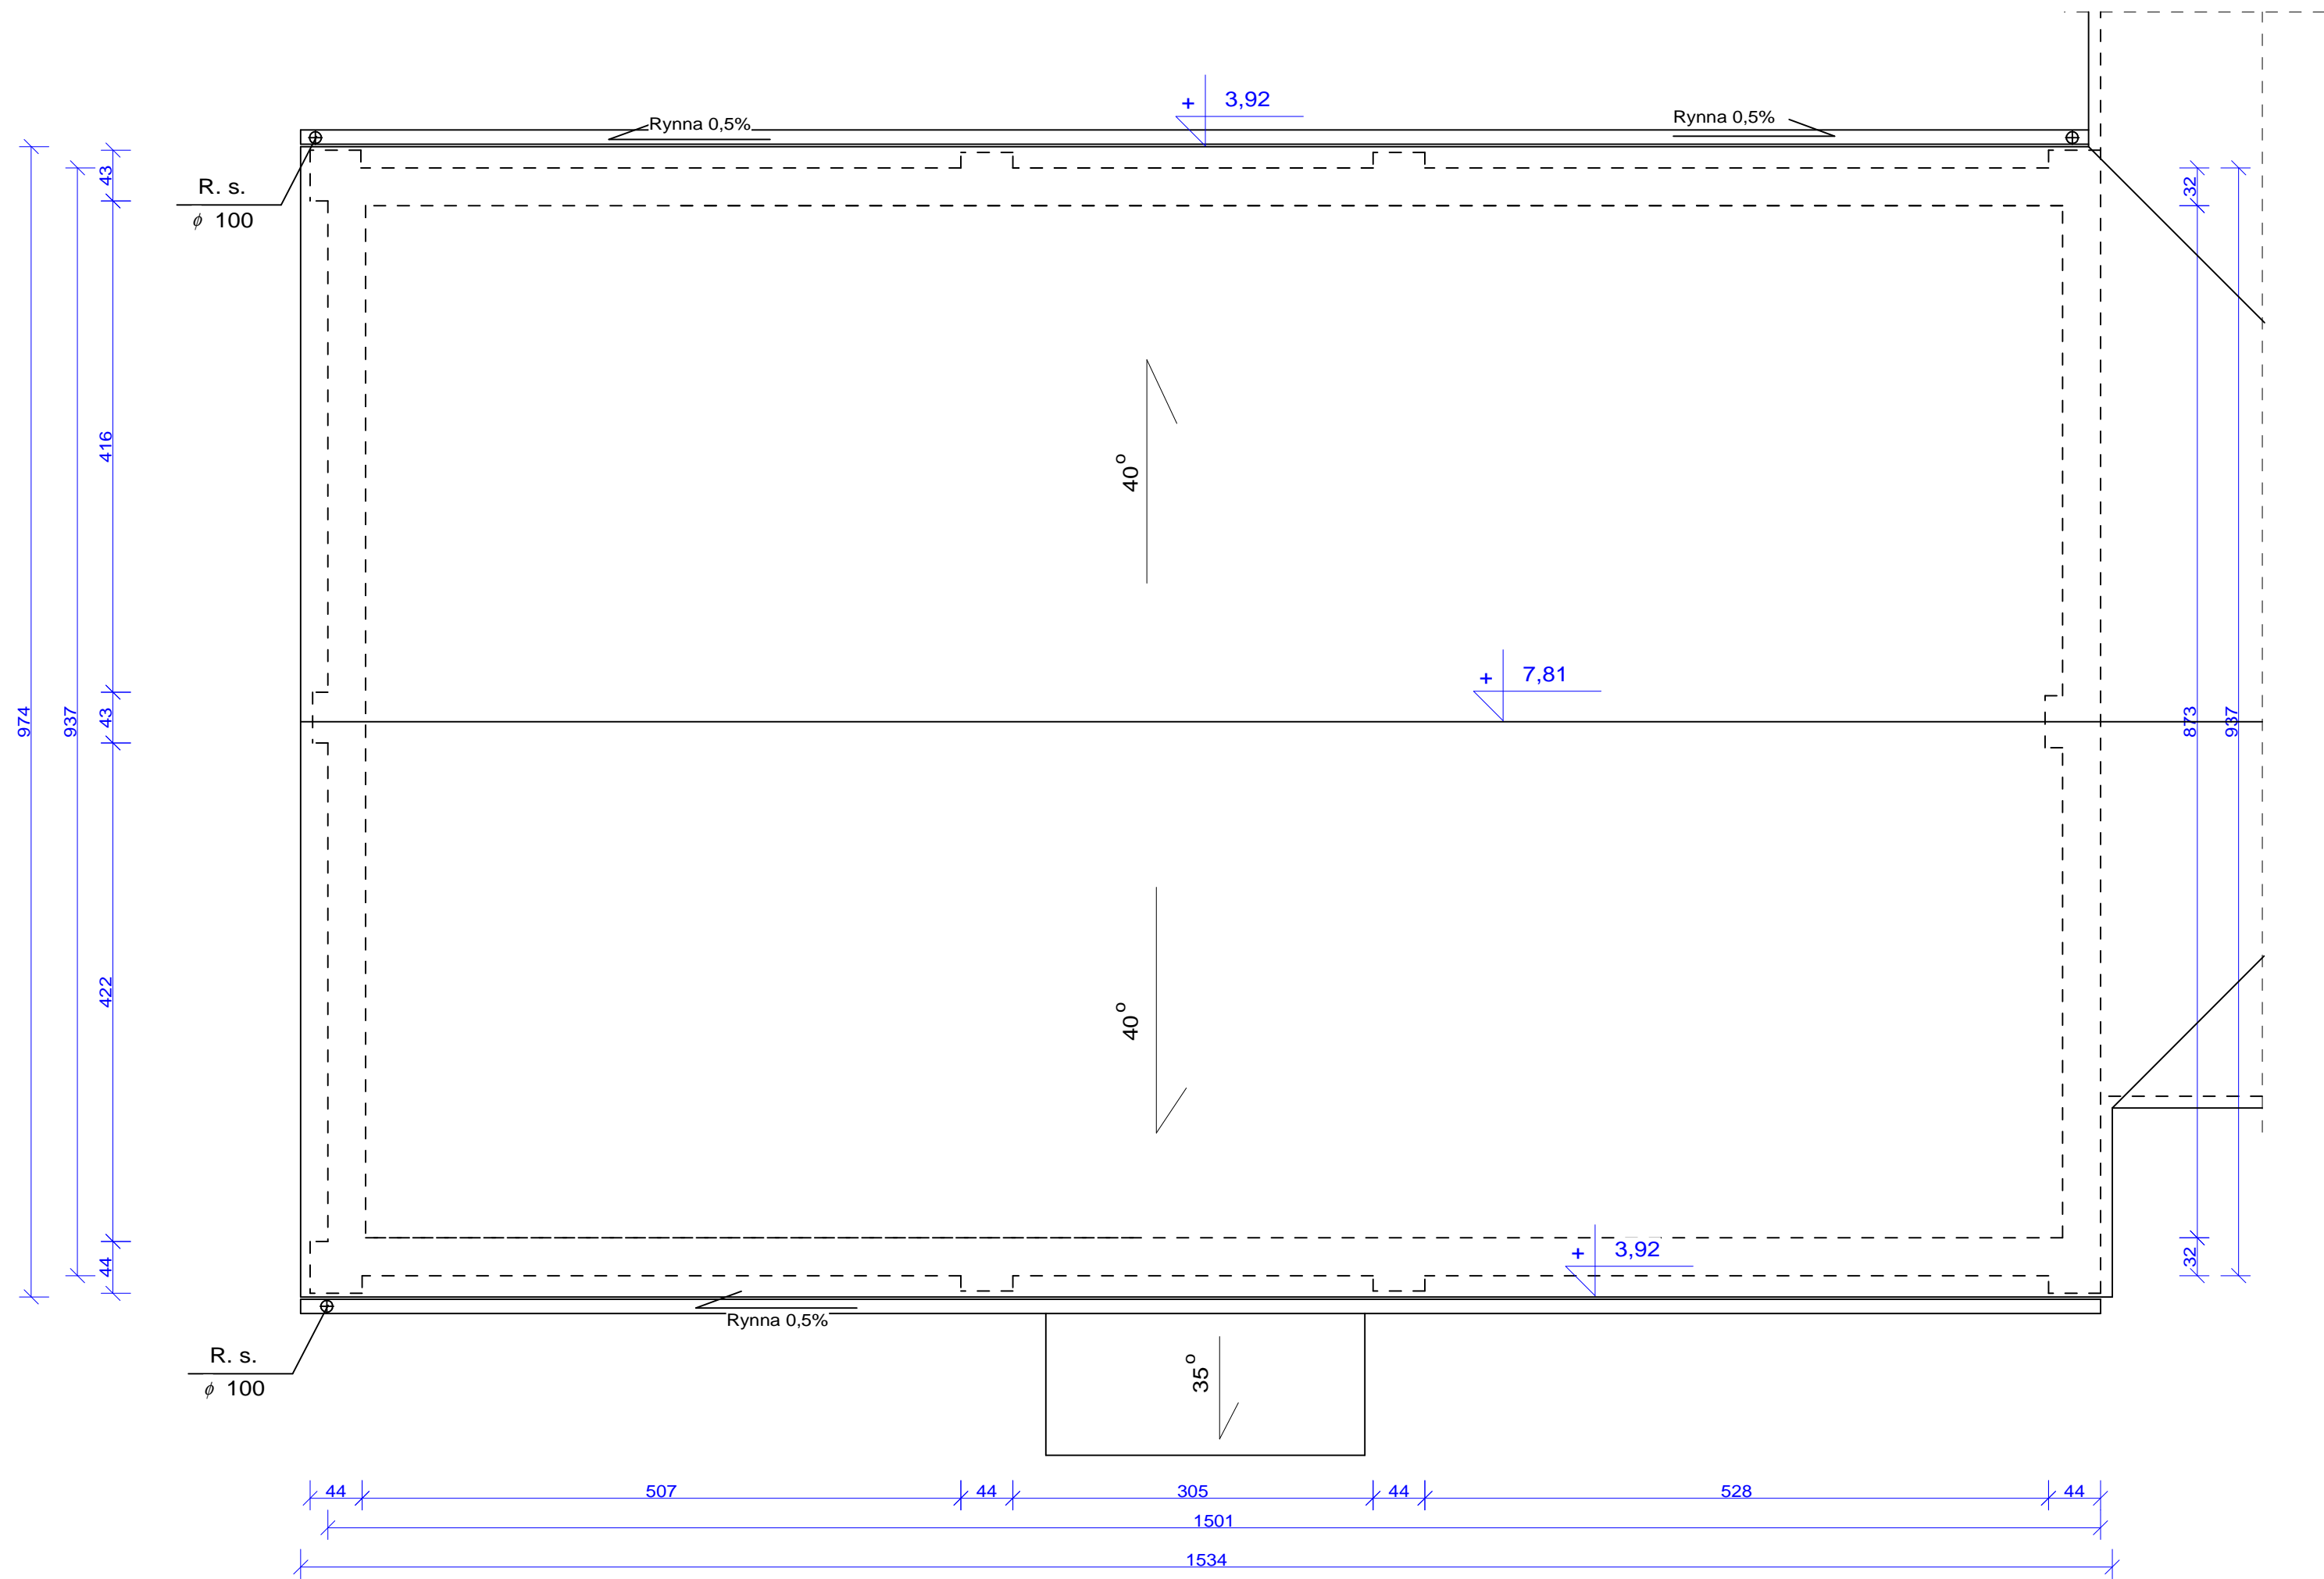 + 3,92
Rynna 0,5%
Rynna 0,5%
R. s.
ϕ 100
43
416
43
422
44
937
974
32
873
32
937
40°
+ 7,81
40°
+ 3,92
Rynna 0,5%
R. s.
ϕ 100
35°
44 507 44 305 44 528 44
1501
1534